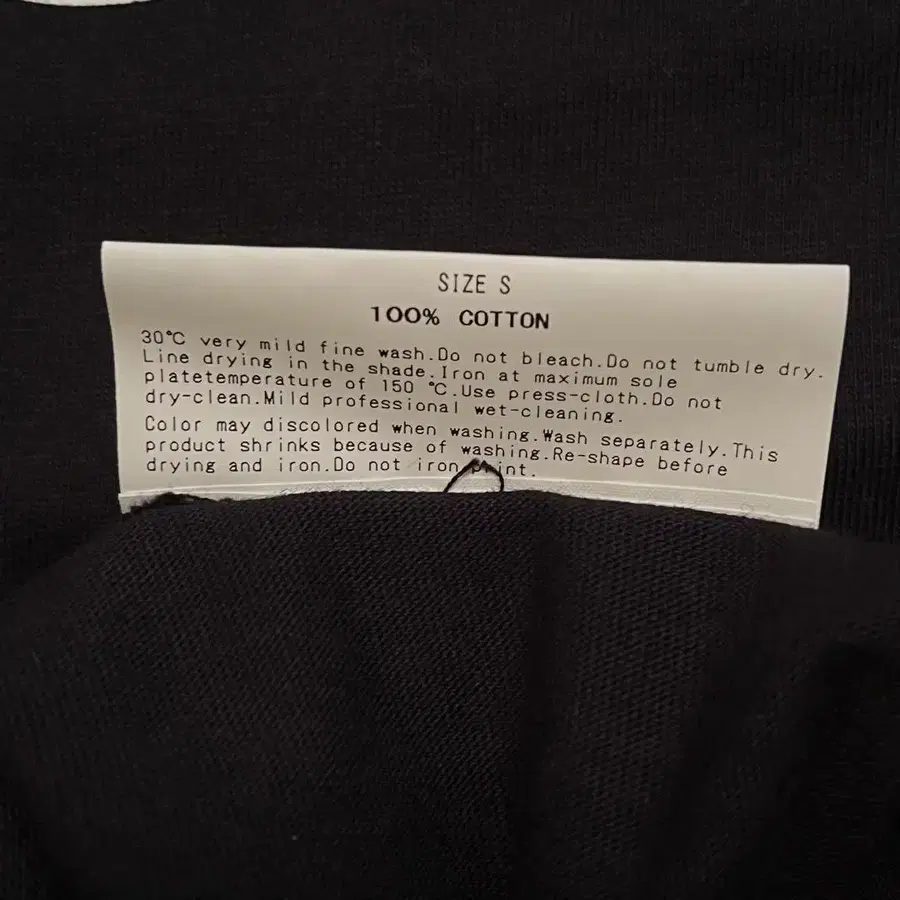 SIZE S
100% COTTON
30°C very mild fine wash.Do not bleach.Do not tumble dry.
Line drying in the shade.Iron at maximum sole
platetemperature of 150 °C.Use press-cloth.Do not
dry-clean.Mild professional wet-cleaning.
Color may discolored when washing.Wash separately.This
product shrinks because of washing.Re-shape before
drying and iron.Do not iron print.